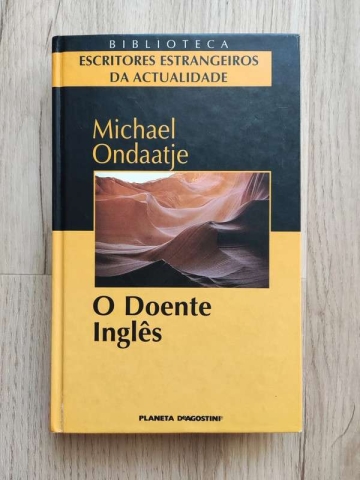 BIBLIOTECA
ESCRITORES ESTRANGEIROS
DA ACTUALIDADE
Michael
Ondaatje
O Doente
Inglês
PLANETA DEAGOSTINI